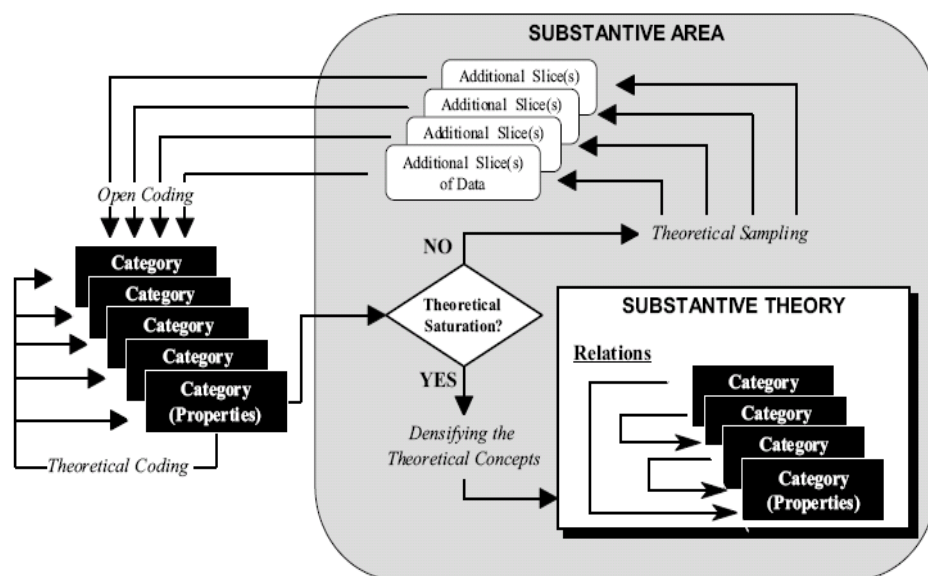 SUBSTANTIVE AREA
Additional Slice(s)
Additional Slice(s)
Additional Slice(s)
Additional Slice(s)
of Data
Open Coding
Theoretical Sampling
NO
Category
Category
Category
Category
Category
(Properties)
Theoretical Coding
Theoretical
Saturation?
YES
Densifying the
Theoretical Concepts
SUBSTANTIVE THEORY
Relations
Category
Category
Category
Category
(Properties)